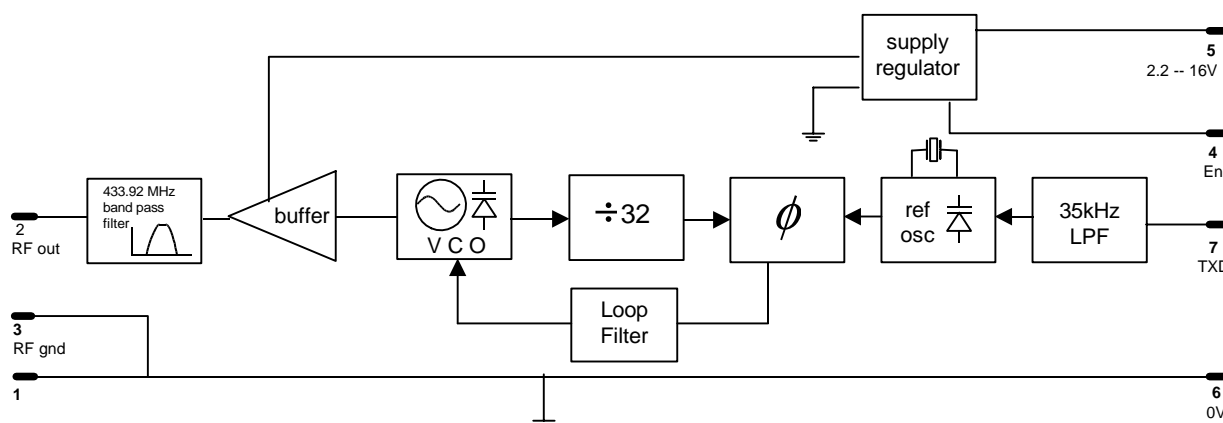 supply
regulator
5
2.2 -- 16V
4
En
433.92 MHz
band pass
filter
buffer
V C O
÷32
ϕ
ref
osc
35kHz
LPF
2
RF out
7
TXD
Loop
Filter
3
RF gnd
1
6
0V